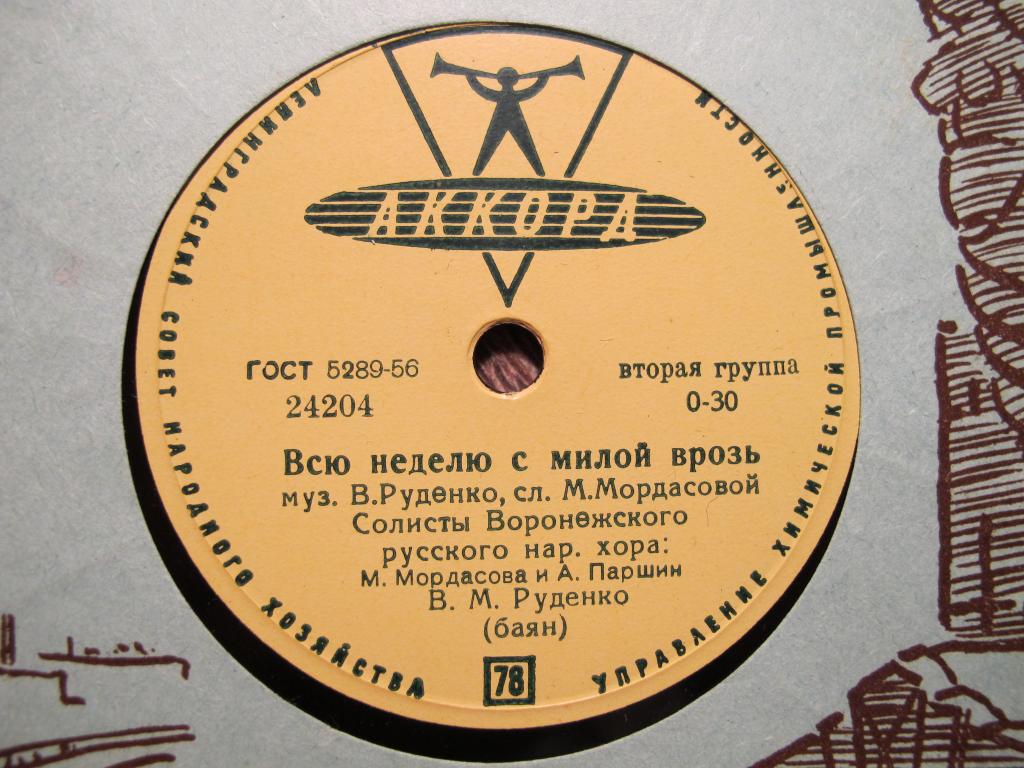 АККОРД
ЛЕНИНГРАДСКИЙ СОВЕТ НАРОДНОГО ХОЗЯЙСТВА
УПРАВЛЕНИЕ ХИМИЧЕСКОЙ ПРОМЫШЛЕННОСТИ
ГОСТ 5289-56
вторая группа
24204
0-30
Всю неделю с милой врозь
муз. В.Руденко, сл. М.Мордасовой
Солисты Воронежского
русского нар. хора:
М. Мордасова и А. Паршин
В. М. Руденко
(баян)
78